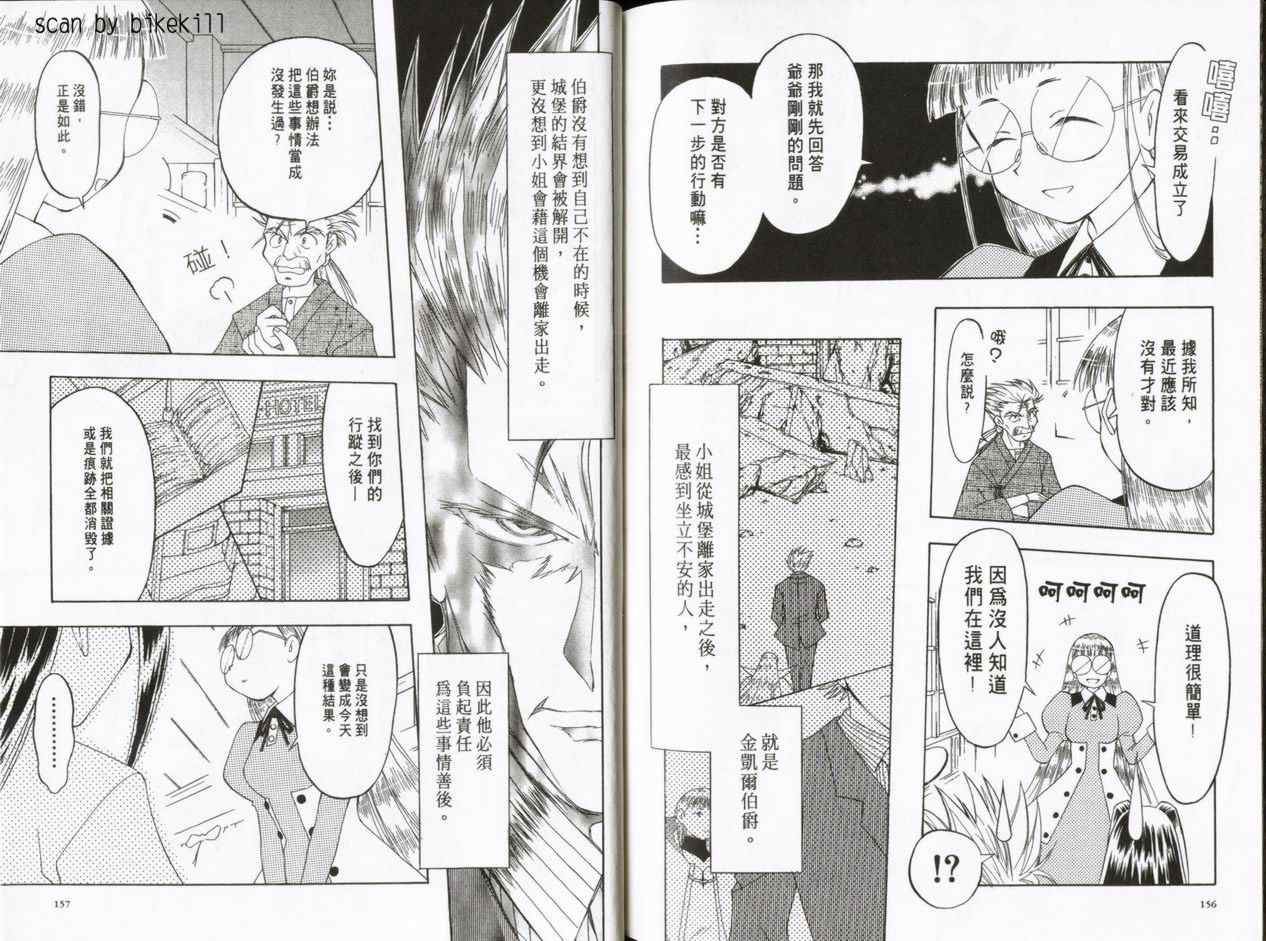 scan by bikekill
嘻嘻…
看來交易成立了
那我就先回答
爺爺剛剛的問題。
對方是否有
下一步的行動嘛…
據我所知，
最近應該
沒有才對。
哦？
怎麼說？
道理很簡單！
呵呵呵呵
因爲沒人知道
我們在這裡！
!?
小姐從城堡離家出走之後，
最感到坐立不安的人，
就是
金凱爾伯爵。
156
伯爵沒有想到自己不在的時候，
城堡的結界會被解開，
更沒想到小姐會藉這個機會離家出走。
因此他必須
負起責任
爲這些事情善後。
妳是說…
伯爵想辦法
把這些事情當成
沒發生過？
碰！
沒錯，
正是如此。
找到你們的
行蹤之後—
HOTEL
我們就把相關證據
或是痕跡全都消毀了。
只是沒想到
會變成今天
這種結果。
…………
157